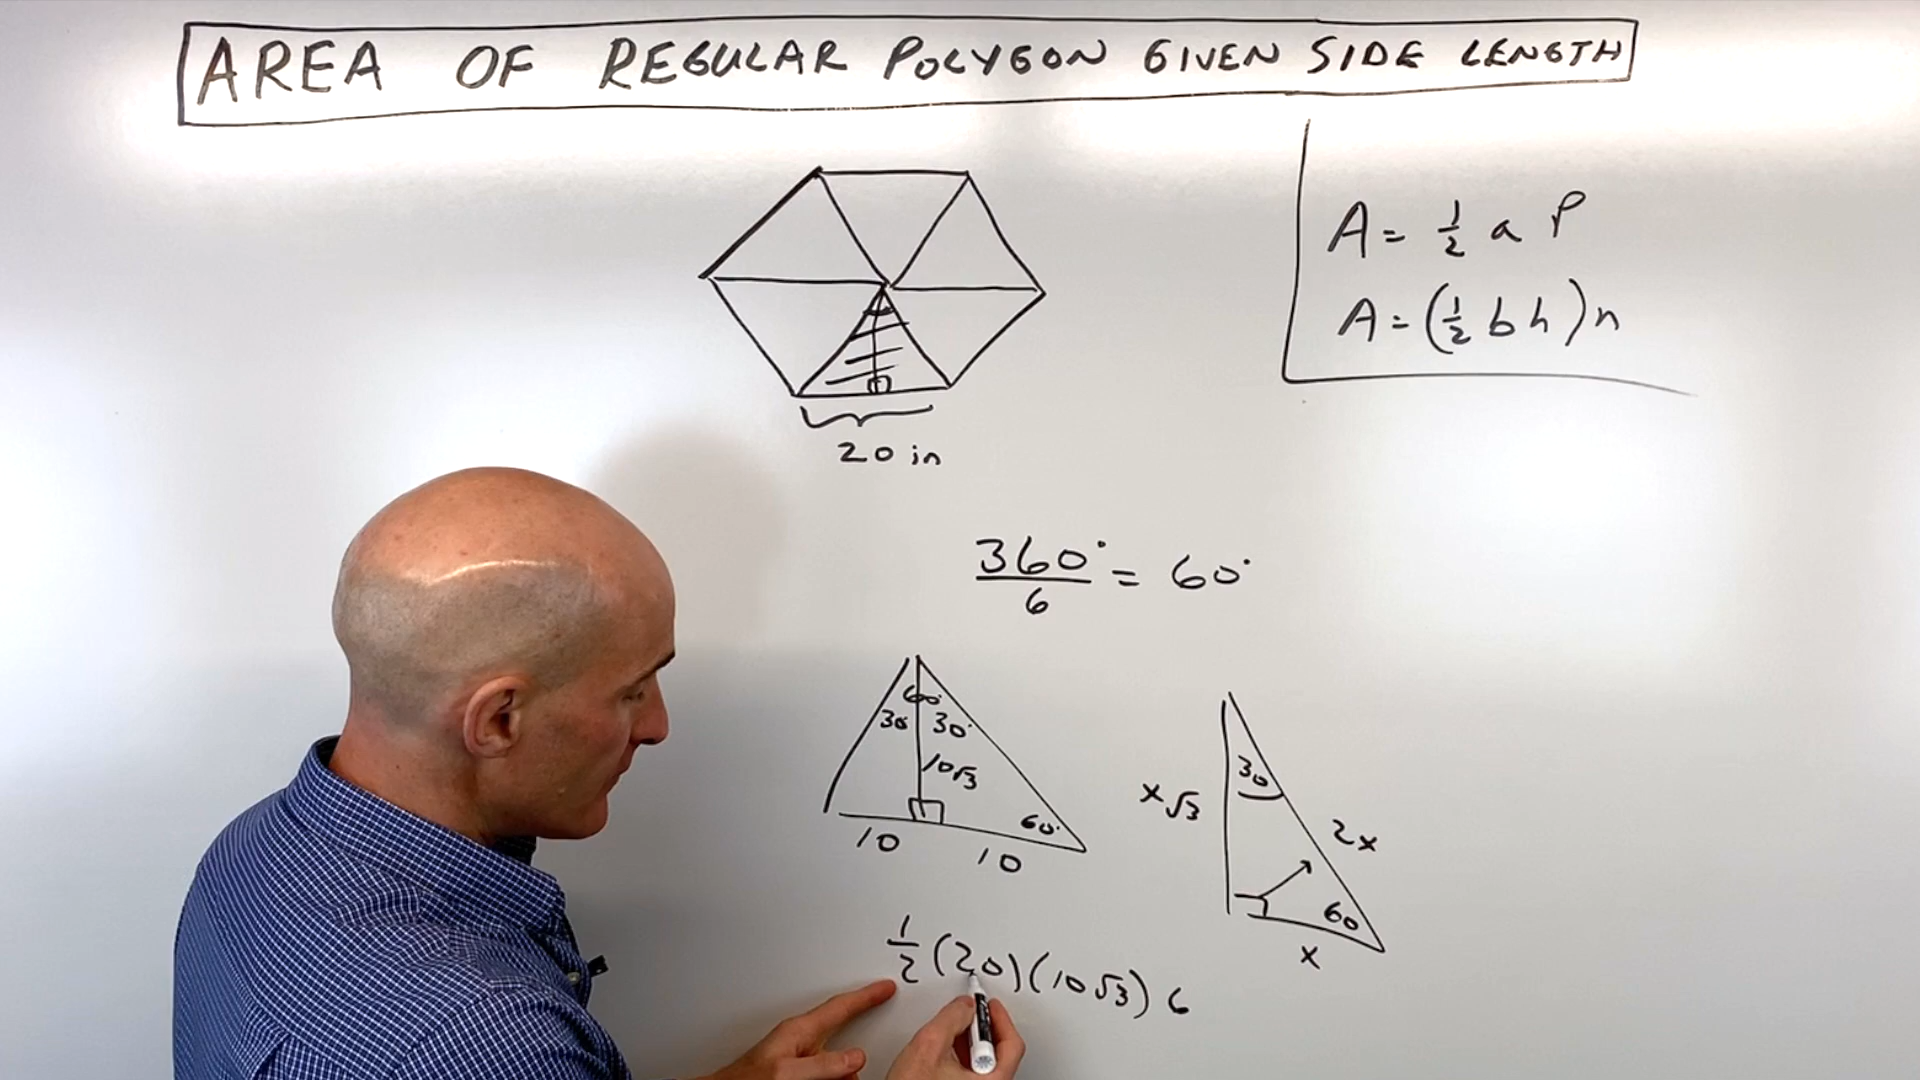 AREA OF REGULAR POLYGON GIVEN SIDE LENGTH
A = 1/2 a P
A = (1/2 b h) n
20 in
360°/6 = 60°
60°
30° 30°
10√3
60°
10 10
30
x√3
2x
60
x
1/2 (20)(10√3) 6